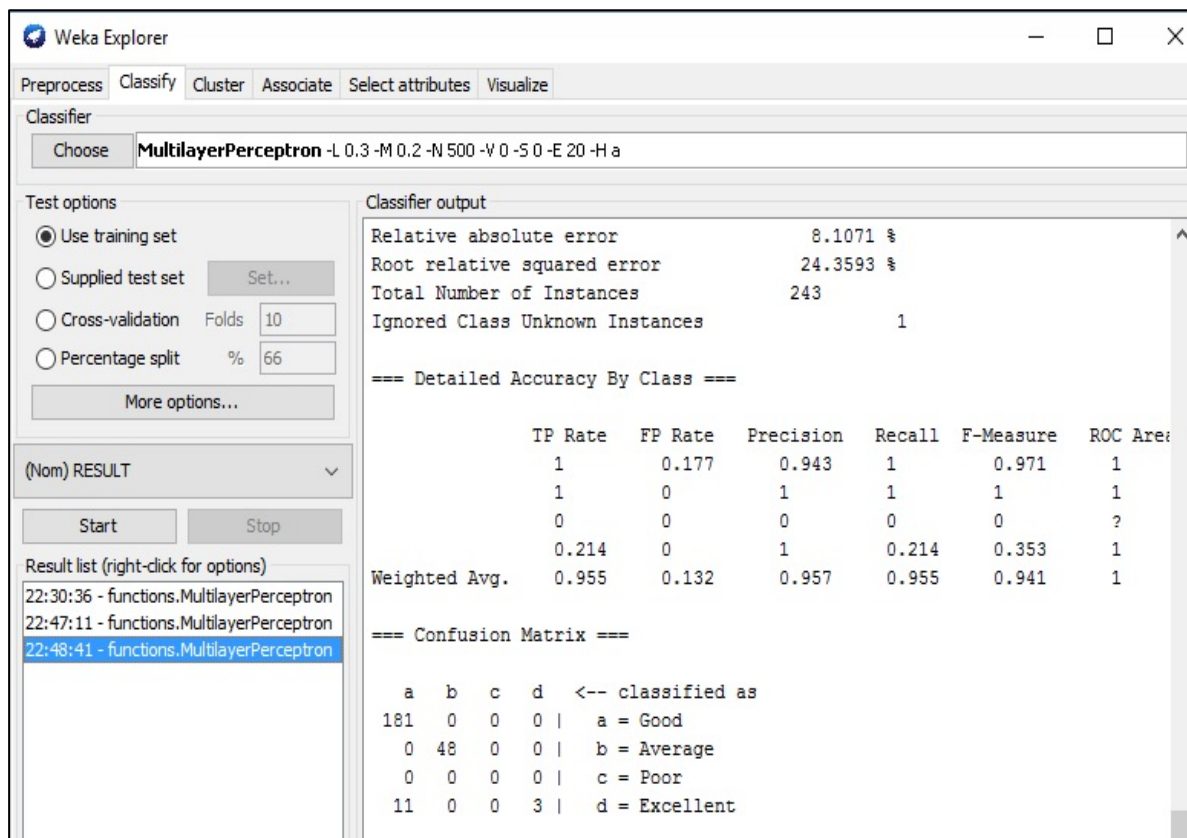 Weka Explorer
Preprocess Classify Cluster Associate Select attributes Visualize
Classifier
Choose MultilayerPerceptron -L 0.3 -M 0.2 -N 500 -V 0 -S 0 -E 20 -H a
Test options
Use training set
Supplied test set Set...
Cross-validation Folds 10
Percentage split % 66
More options...
(Nom) RESULT
Start Stop
Result list (right-click for options)
22:30:36 - functions.MultilayerPerceptron
22:47:11 - functions.MultilayerPerceptron
22:48:41 - functions.MultilayerPerceptron
Classifier output
Relative absolute error 8.1071 %
Root relative squared error 24.3593 %
Total Number of Instances 243
Ignored Class Unknown Instances 1
=== Detailed Accuracy By Class ===
TP Rate FP Rate Precision Recall F-Measure ROC Area
1 0.177 0.943 1 0.971 1
1 0 1 1 1 1
0 0 0 0 0 ?
0.214 0 1 0.214 0.353 1
Weighted Avg. 0.955 0.132 0.957 0.955 0.941 1
=== Confusion Matrix ===
a b c d <-- classified as
181 0 0 0 | a = Good
0 48 0 0 | b = Average
0 0 0 0 | c = Poor
11 0 0 3 | d = Excellent